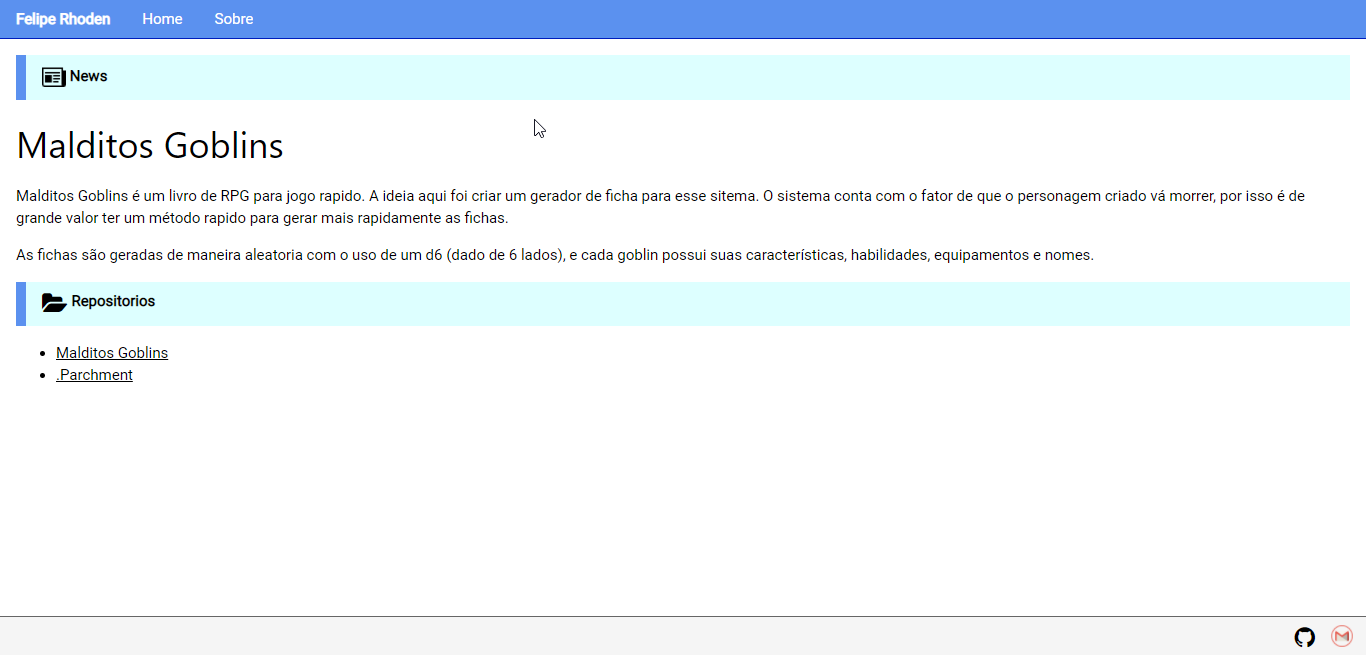 Felipe Rhoden Home Sobre
News
Malditos Goblins
Malditos Goblins é um livro de RPG para jogo rapido. A ideia aqui foi criar um gerador de ficha para esse sitema. O sistema conta com o fator de que o personagem criado vá morrer, por isso é de
grande valor ter um método rapido para gerar mais rapidamente as fichas.
As fichas são geradas de maneira aleatoria com o uso de um d6 (dado de 6 lados), e cada goblin possui suas características, habilidades, equipamentos e nomes.
Repositorios
Malditos Goblins
.Parchment